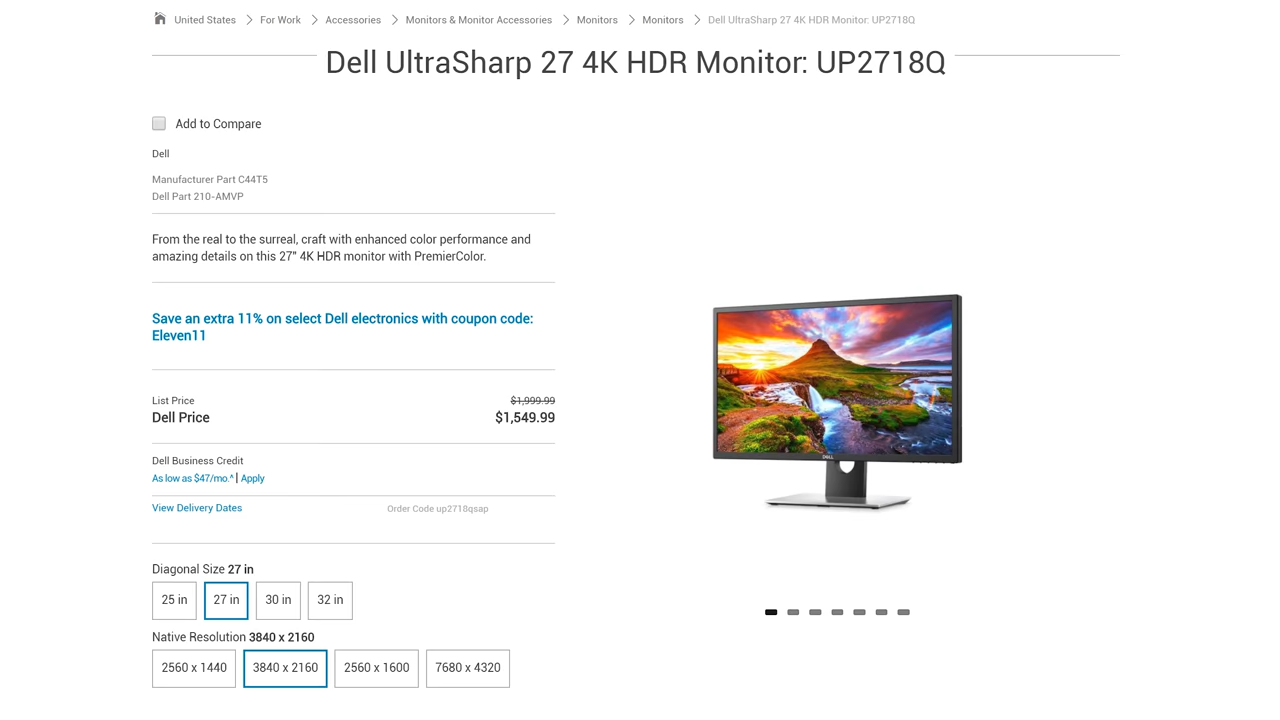 United States > For Work > Accessories > Monitors & Monitor Accessories > Monitors > Monitors > Dell UltraSharp 27 4K HDR Monitor: UP2718Q
Dell UltraSharp 27 4K HDR Monitor: UP2718Q
Add to Compare
Dell
Manufacturer Part C44T5
Dell Part 210-AMVP
From the real to the surreal, craft with enhanced color performance and
amazing details on this 27" 4K HDR monitor with PremierColor.
Save an extra 11% on select Dell electronics with coupon code:
Eleven11
List Price $1,999.99
Dell Price $1,549.99
Dell Business Credit
As low as $47/mo.^ | Apply
View Delivery Dates Order Code up2718qsap
Diagonal Size 27 in
25 in 27 in 30 in 32 in
Native Resolution 3840 x 2160
2560 x 1440 3840 x 2160 2560 x 1600 7680 x 4320
DELL